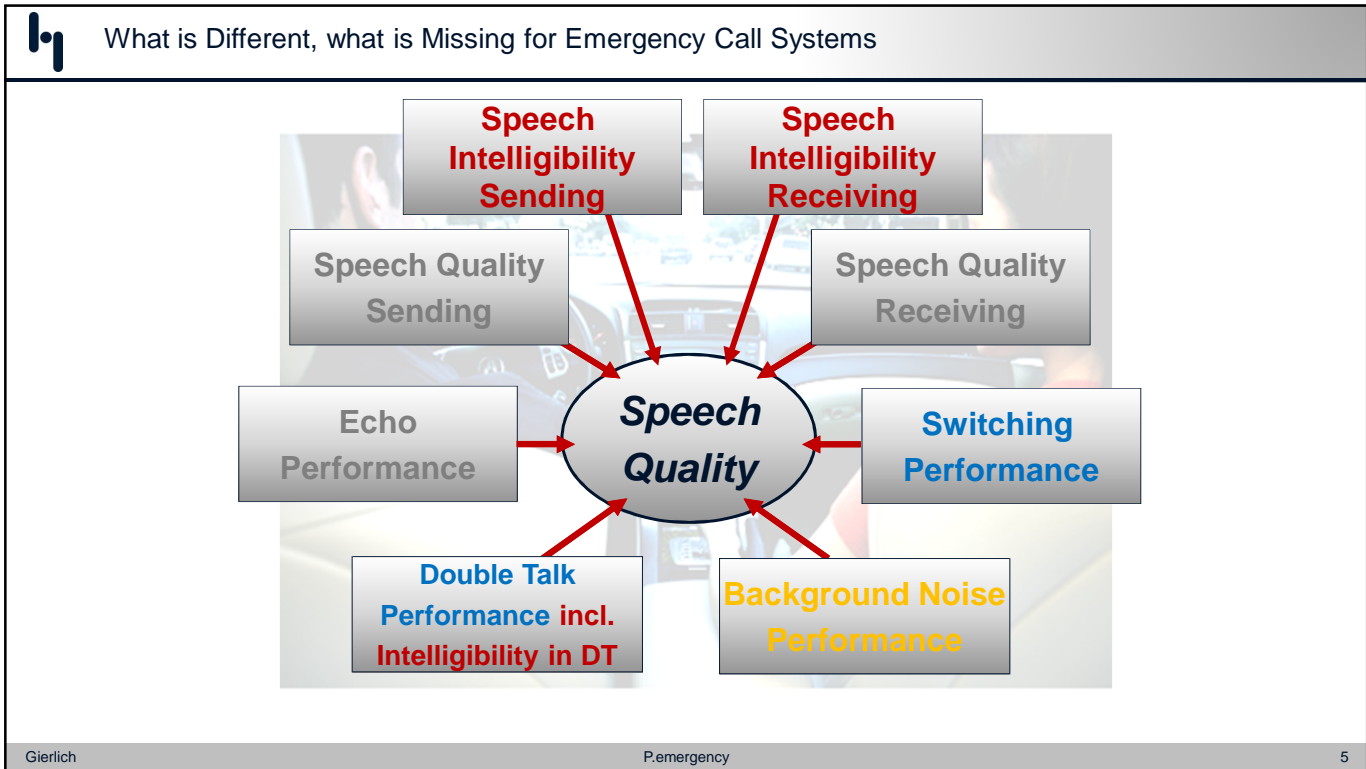 What is Different, what is Missing for Emergency Call Systems
Speech
Intelligibility
Sending
Speech
Intelligibility
Receiving
Speech Quality
Sending
Speech Quality
Receiving
Echo
Performance
Speech
Quality
Switching
Performance
Double Talk
Performance incl.
Intelligibility in DT
Background Noise
Performance
Gierlich
P.emergency
5